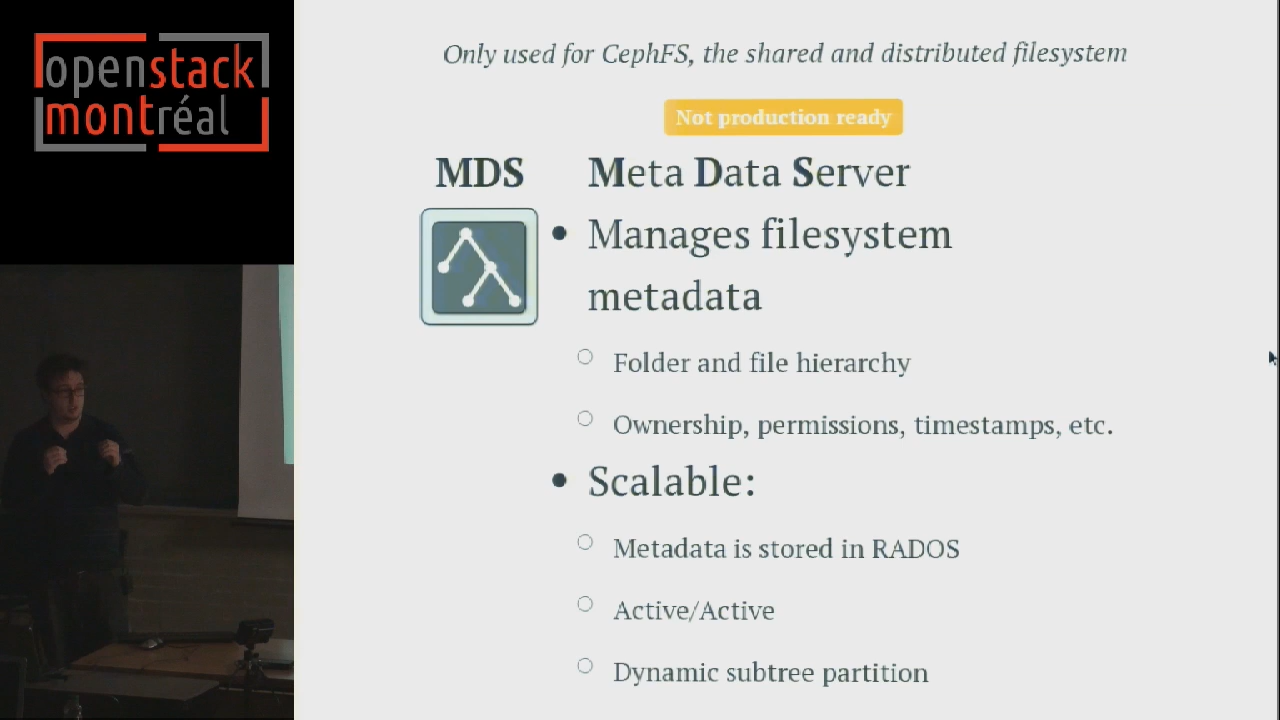 openstack
montréal
Only used for CephFS, the shared and distributed filesystem
Not production ready
MDS
Meta Data Server
Manages filesystem
metadata
Folder and file hierarchy
Ownership, permissions, timestamps, etc.
Scalable:
Metadata is stored in RADOS
Active/Active
Dynamic subtree partition